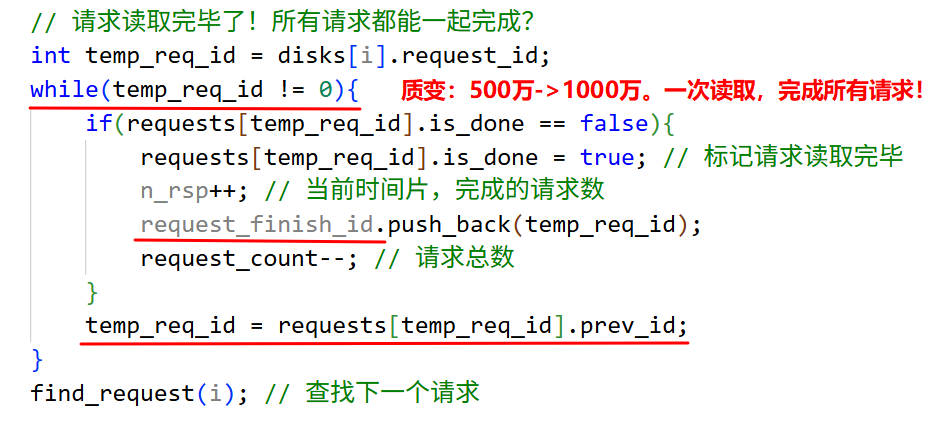 // 请求读取完毕了！所有请求都能一起完成？
int temp_req_id = disks[i].request_id;
while(temp_req_id != 0){ 质变：500万->1000万。一次读取，完成所有请求！
if(requests[temp_req_id].is_done == false){
requests[temp_req_id].is_done = true; // 标记请求读取完毕
n_rsp++; // 当前时间片，完成的请求数
request_finish_id.push_back(temp_req_id);
request_count--; // 请求总数
}
temp_req_id = requests[temp_req_id].prev_id;
}
find_request(i); // 查找下一个请求